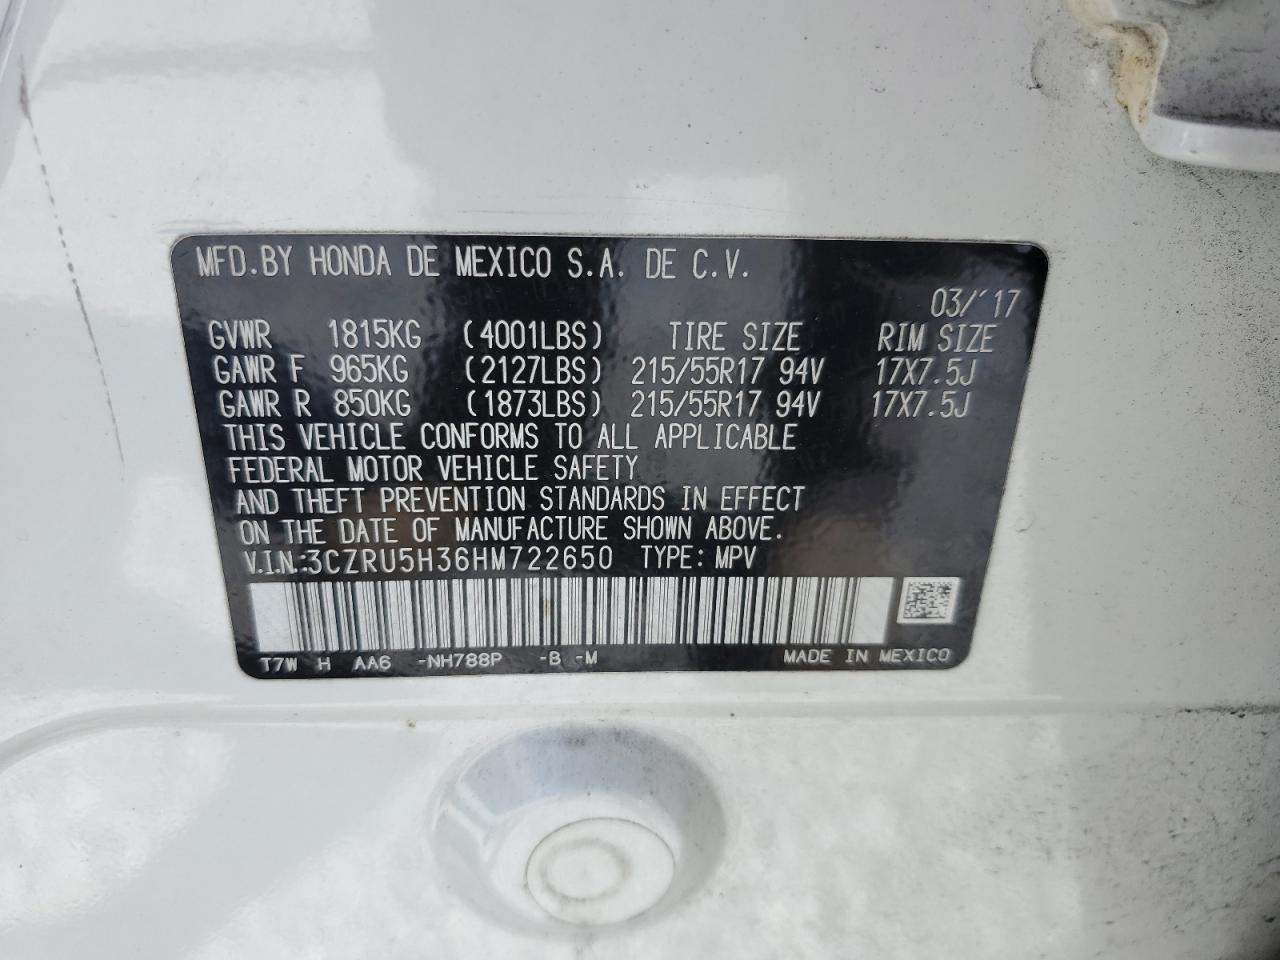 MFD.BY HONDA DE MEXICO S.A. DE C.V.
03/'17
GVWR 1815KG (4001LBS) TIRE SIZE RIM SIZE
GAWR F 965KG (2127LBS) 215/55R17 94V 17X7.5J
GAWR R 850KG (1873LBS) 215/55R17 94V 17X7.5J
THIS VEHICLE CONFORMS TO ALL APPLICABLE
FEDERAL MOTOR VEHICLE SAFETY
AND THEFT PREVENTION STANDARDS IN EFFECT
ON THE DATE OF MANUFACTURE SHOWN ABOVE.
V.I.N.:3CZRU5H36HM722650 TYPE: MPV
T7W H AA6 -NH788P -B -M MADE IN MEXICO